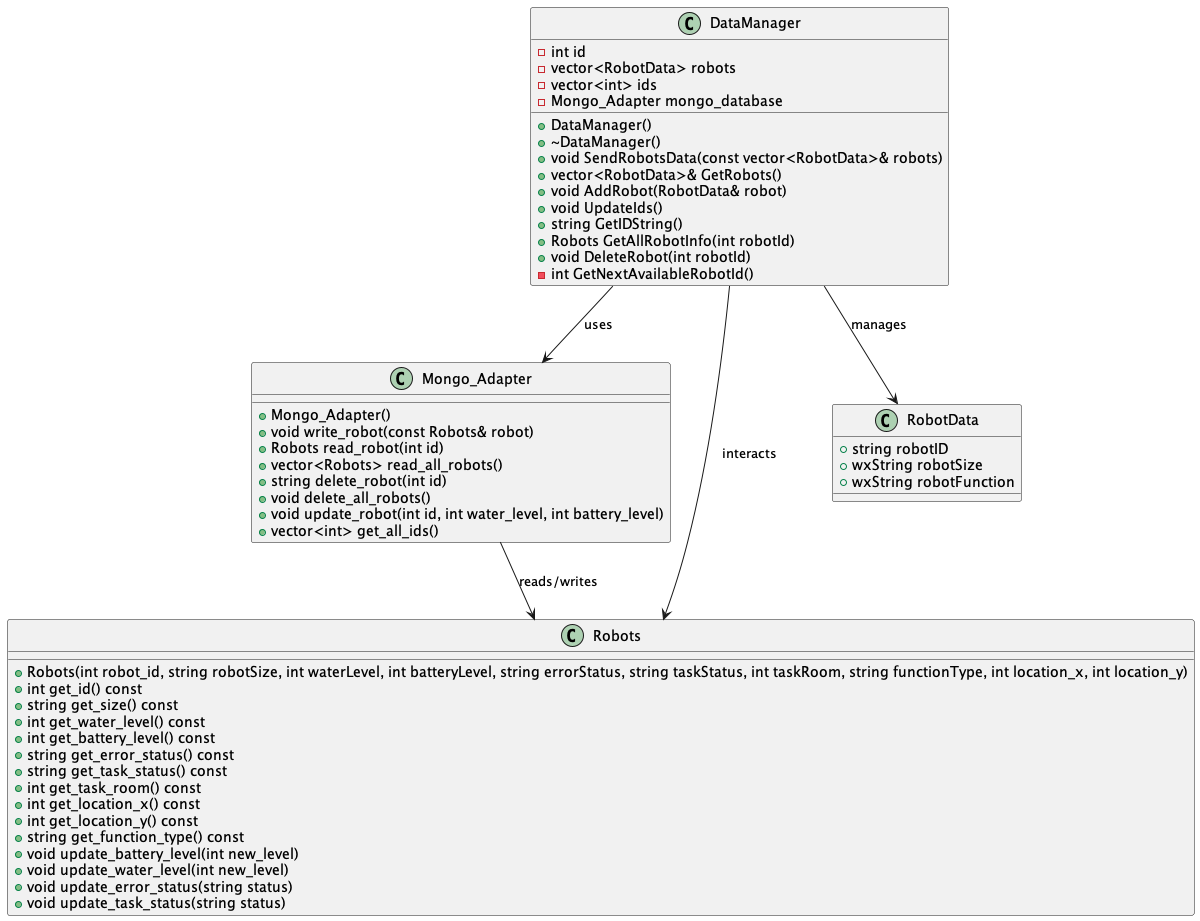 C DataManager
int id
vector<RobotData> robots
vector<int> ids
Mongo_Adapter mongo_database
DataManager()
~DataManager()
void SendRobotsData(const vector<RobotData>& robots)
vector<RobotData>& GetRobots()
void AddRobot(RobotData& robot)
void UpdateIds()
string GetIDString()
Robots GetAllRobotInfo(int robotId)
void DeleteRobot(int robotId)
int GetNextAvailableRobotId()
uses
manages
C Mongo_Adapter
Mongo_Adapter()
void write_robot(const Robots& robot)
Robots read_robot(int id)
vector<Robots> read_all_robots()
string delete_robot(int id)
void delete_all_robots()
void update_robot(int id, int water_level, int battery_level)
vector<int> get_all_ids()
interacts
C RobotData
string robotID
wxString robotSize
wxString robotFunction
reads/writes
C Robots
Robots(int robot_id, string robotSize, int waterLevel, int batteryLevel, string errorStatus, string taskStatus, int taskRoom, string functionType, int location_x, int location_y)
int get_id() const
string get_size() const
int get_water_level() const
int get_battery_level() const
string get_error_status() const
string get_task_status() const
int get_task_room() const
int get_location_x() const
int get_location_y() const
string get_function_type() const
void update_battery_level(int new_level)
void update_water_level(int new_level)
void update_error_status(string status)
void update_task_status(string status)